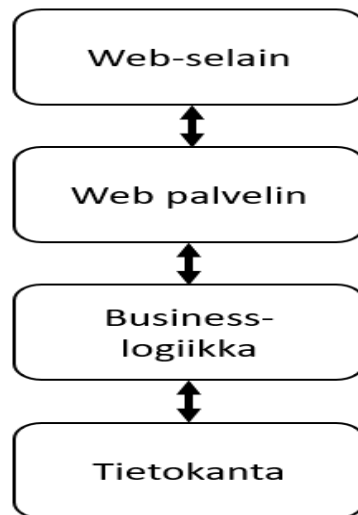 Web-selain
Web palvelin
Business-
logiikka
Tietokanta